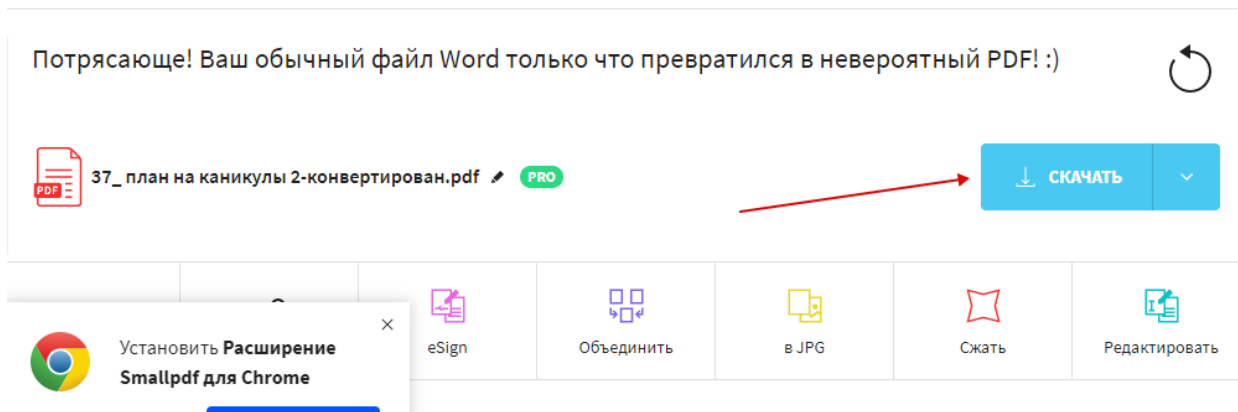 Потрясающе! Ваш обычный файл Word только что превратился в невероятный PDF! :)
PDF
37_ план на каникулы 2-конвертирован.pdf
PRO
СКАЧАТЬ
eSign
Объединить
в JPG
Сжать
Редактировать
Установить Расширение
Smallpdf для Chrome